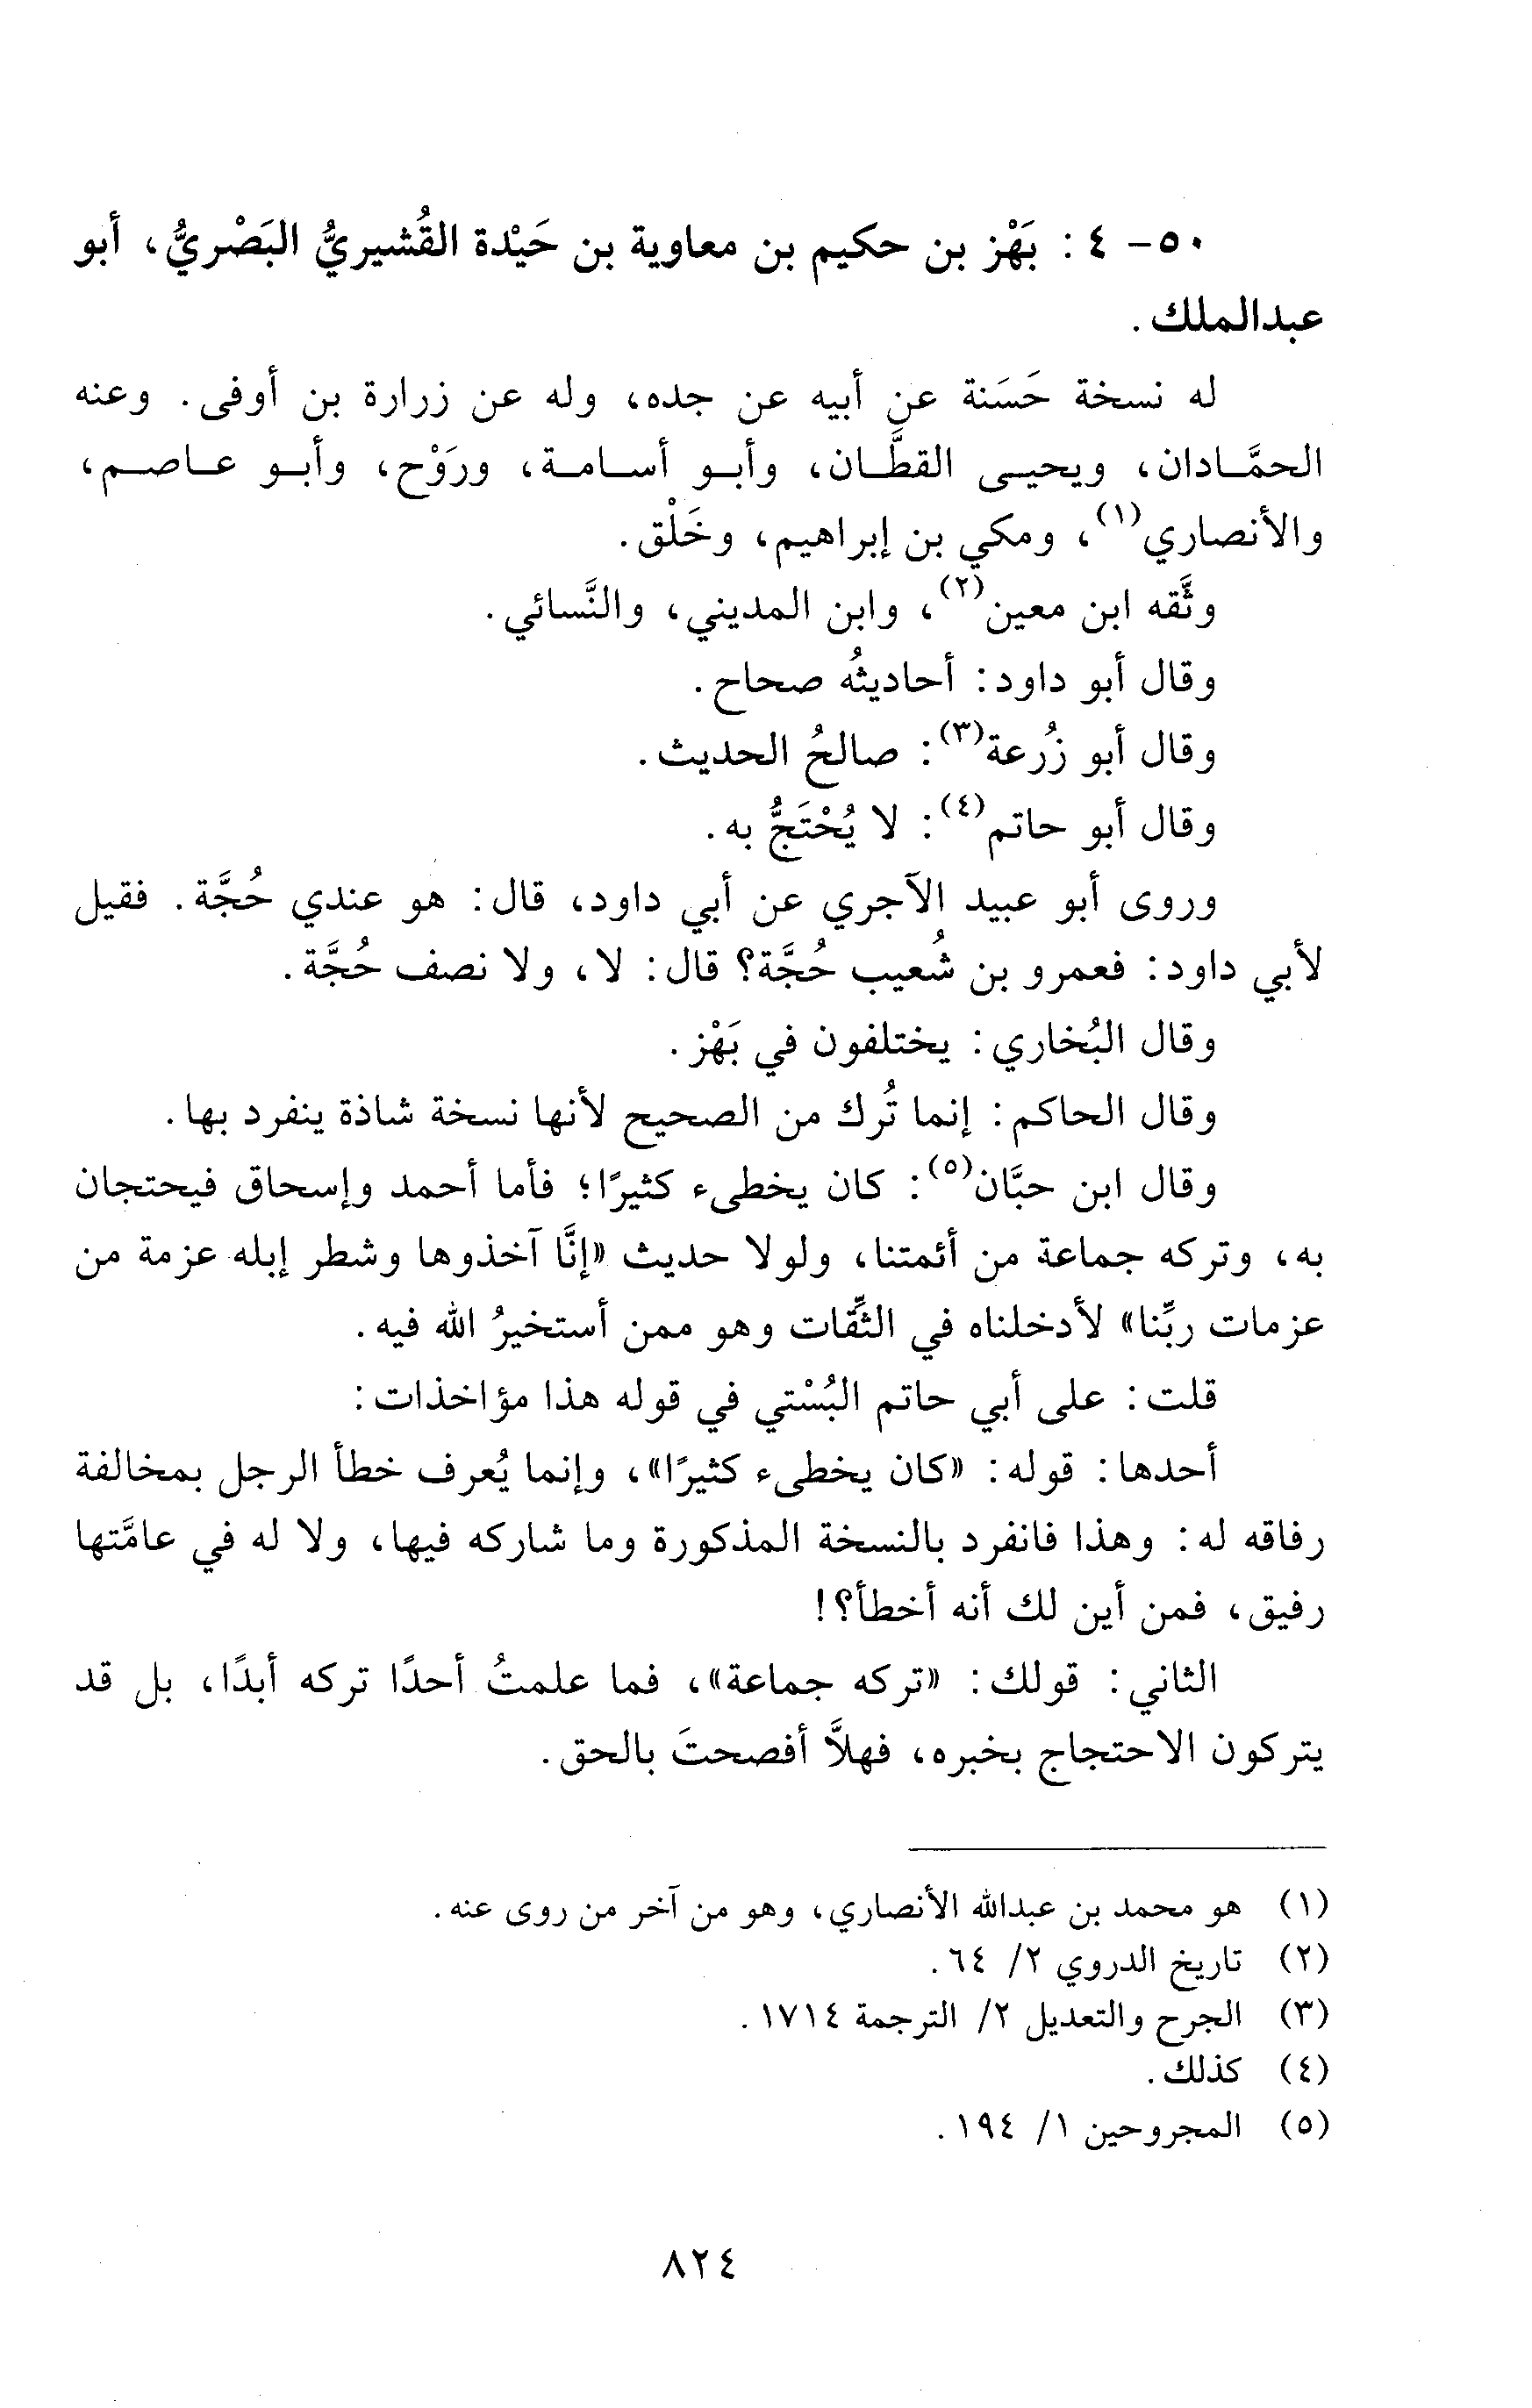 ٥٠- ٤ : بَهْز بن حكيم بن معاوية بن حَيْدة القُشيريُّ البَصْريُّ، أبو
عبدالملك.
له نسخة حَسَنة عن أبيه عن جده، وله عن زرارة بن أوفى. وعنه
الحمَّادان، ويحيى القطَّان، وأبو أسامة، ورَوْح، وأبو عاصم،
والأنصاري(١)، ومكي بن إبراهيم، وخَلْق.
وثَّقه ابن معين(٢)، وابن المديني، والنَّسائي.
وقال أبو داود: أحاديثُه صحاح.
وقال أبو زُرعة(٣): صالحُ الحديث.
وقال أبو حاتم(٤): لا يُحْتَجُّ به.
وروى أبو عبيد الآجري عن أبي داود، قال: هو عندي حُجَّة. فقيل
لأبي داود: فعمرو بن شُعيب حُجَّة؟ قال: لا، ولا نصف حُجَّة.
وقال البُخاري: يختلفون في بَهْز.
وقال الحاكم: إنما تُرك من الصحيح لأنها نسخة شاذة ينفرد بها.
وقال ابن حبَّان(٥): كان يخطىء كثيرًا؛ فأما أحمد وإسحاق فيحتجان
به، وتركه جماعة من أئمتنا، ولولا حديث «إنَّا آخذوها وشطر إبله عزمة من
عزمات ربِّنا» لأدخلناه في الثِّقات وهو ممن أستخيرُ الله فيه.
قلت: على أبي حاتم البُسْتي في قوله هذا مؤاخذات:
أحدها: قوله: «كان يخطىء كثيرًا»، وإنما يُعرف خطأ الرجل بمخالفة
رفاقه له: وهذا فانفرد بالنسخة المذكورة وما شاركه فيها، ولا له في عامَّتها
رفيق، فمن أين لك أنه أخطأ؟!
الثاني: قولك: «تركه جماعة»، فما علمتُ أحدًا تركه أبدًا، بل قد
يتركون الاحتجاج بخبره، فهلاَّ أفصحتَ بالحق.
(١) هو محمد بن عبدالله الأنصاري، وهو من آخر من روى عنه.
(٢) تاريخ الدروي ٢/ ٦٤.
(٣) الجرح والتعديل ٢/ الترجمة ١٧١٤.
(٤) كذلك.
(٥) المجروحين ١/ ١٩٤.
٨٢٤